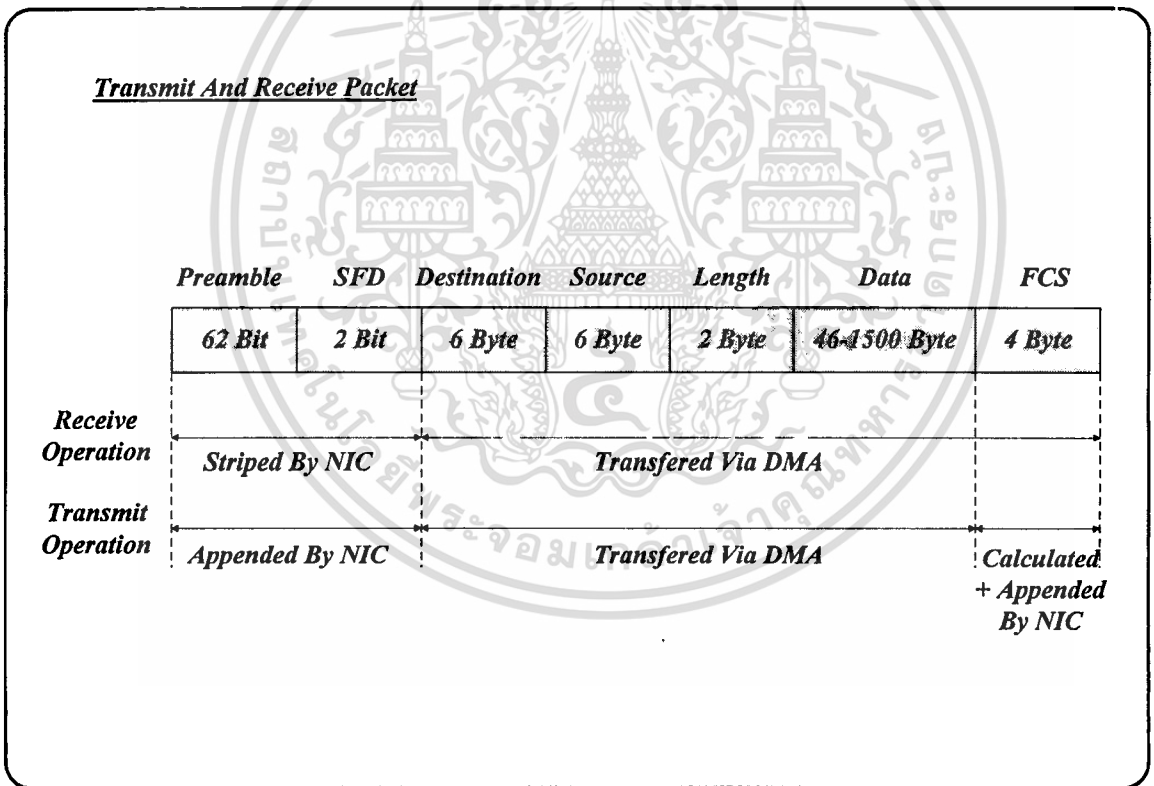 Transmit And Receive Packet
Preamble SFD Destination Source Length Data FCS
62 Bit 2 Bit 6 Byte 6 Byte 2 Byte 46-1500 Byte 4 Byte
Receive
Operation
Striped By NIC Transfered Via DMA
Transmit
Operation
Appended By NIC Transfered Via DMA Calculated
+ Appended
By NIC